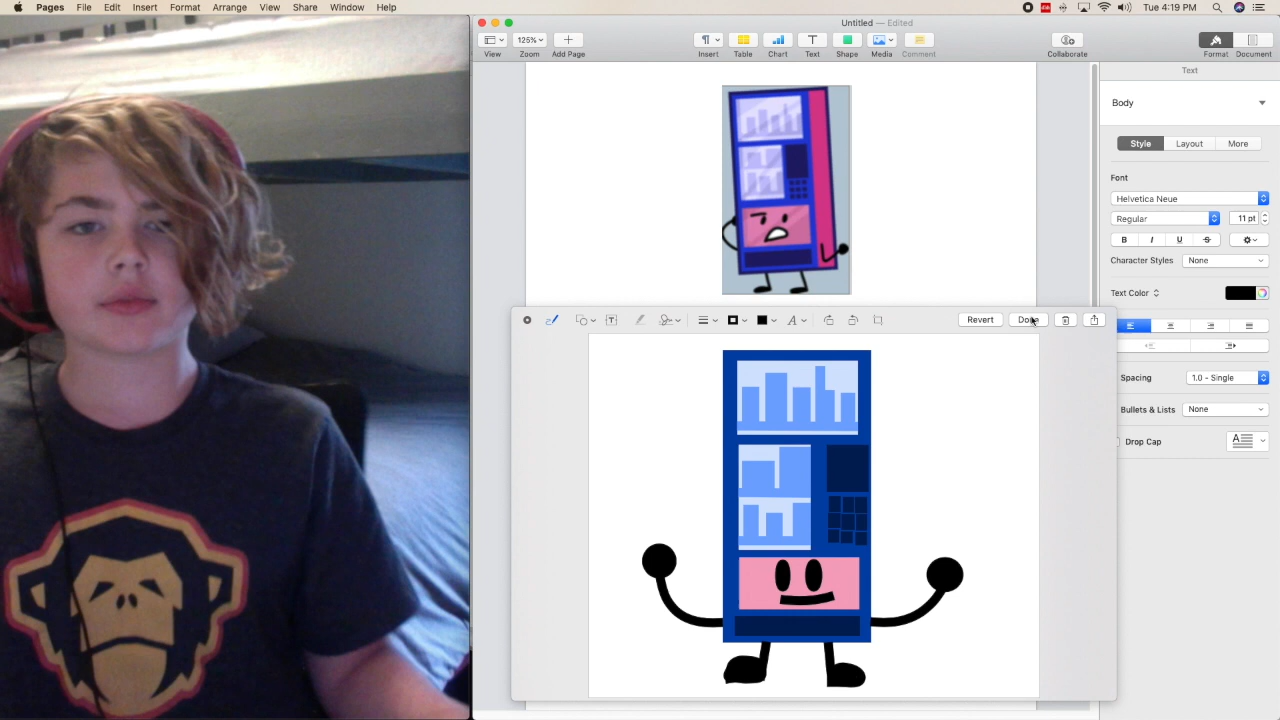 Pages File Edit Insert Format Arrange View Share Window Help
Tue 4:19 PM
Untitled — Edited
125%
View Zoom Add Page
Insert Table Chart Text Shape Media Comment
Collaborate
Format Document
Text
Body
Style Layout More
Font
Helvetica Neue
Regular 11 pt
B I U S
Character Styles None
Text Color
Revert
Spacing 1.0 - Single
Bullets & Lists None
Drop Cap